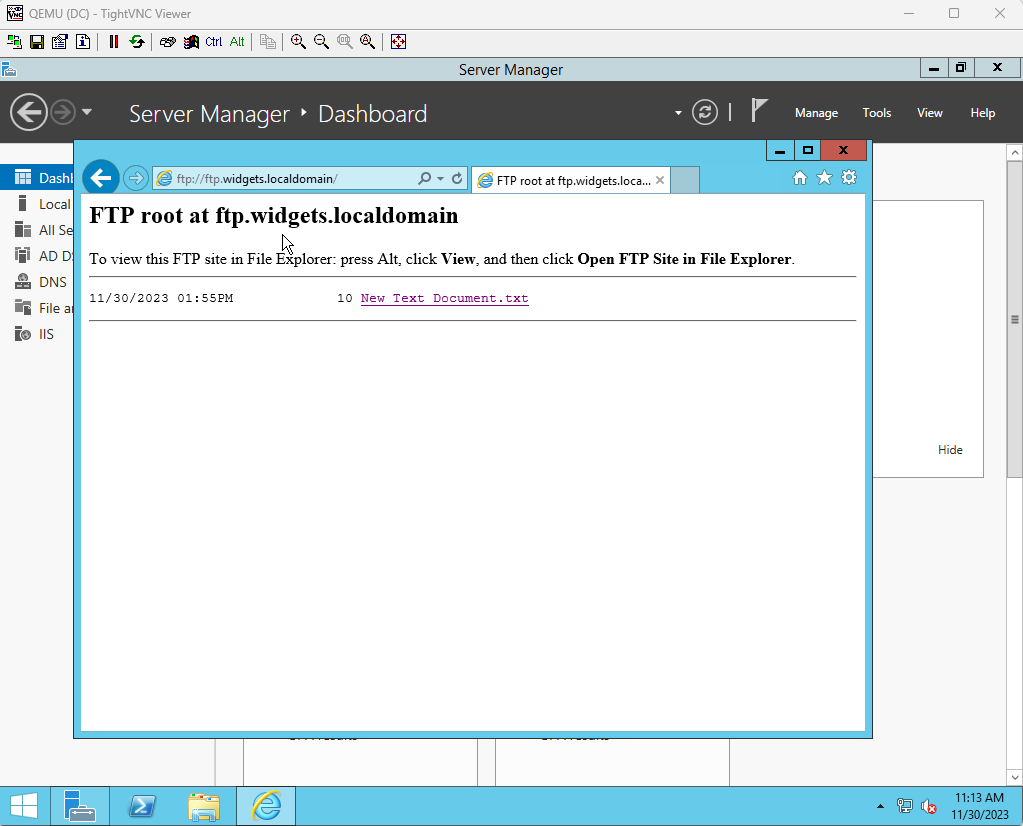 QEMU (DC) - TightVNC Viewer
Ctrl Alt
Server Manager
Server Manager Dashboard
Manage Tools View Help
Dashb
Local
All Se
AD DS
DNS
File an
IIS
ftp://ftp.widgets.localdomain/
FTP root at ftp.widgets.loca...
FTP root at ftp.widgets.localdomain
To view this FTP site in File Explorer: press Alt, click View, and then click Open FTP Site in File Explorer.
11/30/2023 01:55PM 10 New Text Document.txt
Hide
11:13 AM
11/30/2023